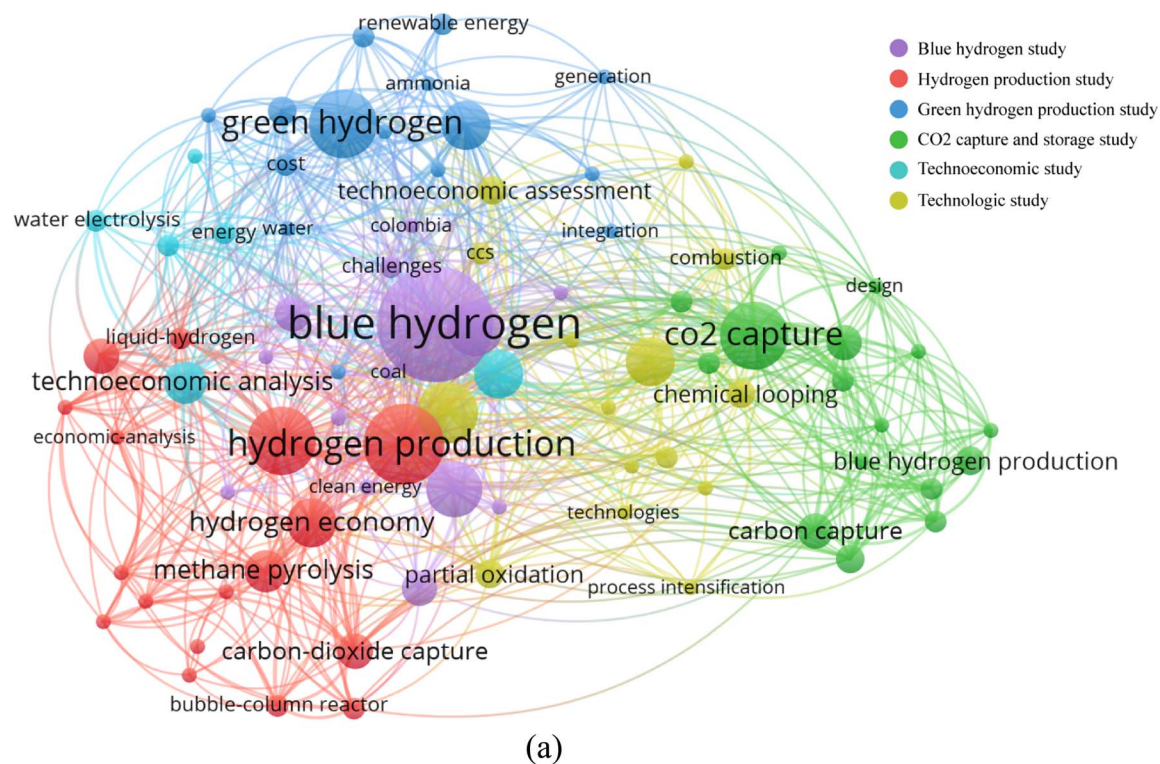 renewable energy
ammonia
generation
green hydrogen
cost
technoeconomic assessment
water electrolysis
energy
water
colombia
integration
ccs
combustion
challenges
design
blue hydrogen
co2 capture
liquid-hydrogen
coal
technoeconomic analysis
chemical looping
economic-analysis
hydrogen production
blue hydrogen production
clean energy
technologies
hydrogen economy
carbon capture
methane pyrolysis
partial oxidation
process intensification
carbon-dioxide capture
bubble-column reactor
Blue hydrogen study
Hydrogen production study
Green hydrogen production study
CO2 capture and storage study
Technoeconomic study
Technologic study
(a)